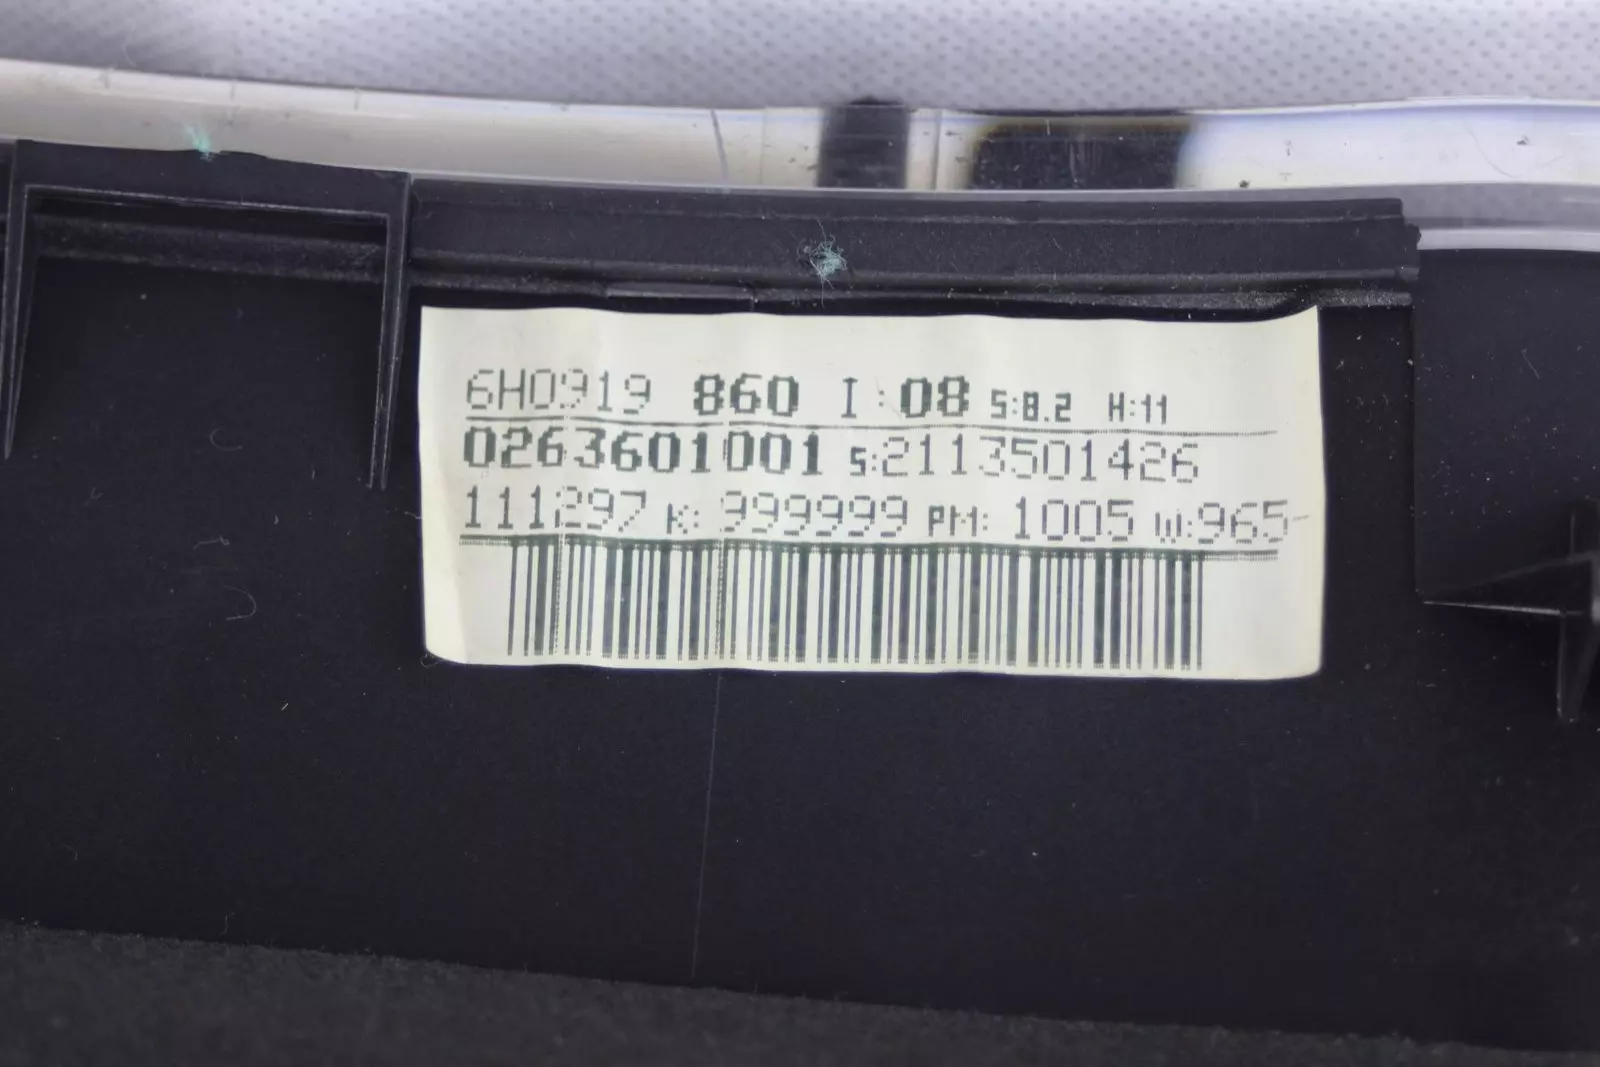 6H0919 860 I:08 S:8.2 H:11
0263601001 S:2113501426
111297 K: 999999 PM: 1005 W:965